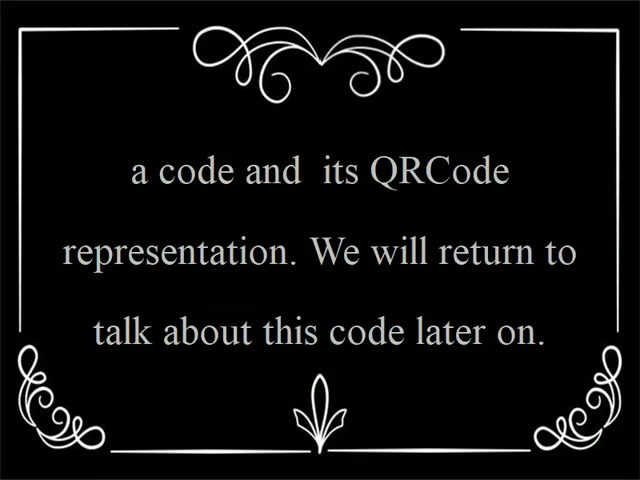 a code and  its QRCode
representation. We will return to
talk about this code later on.